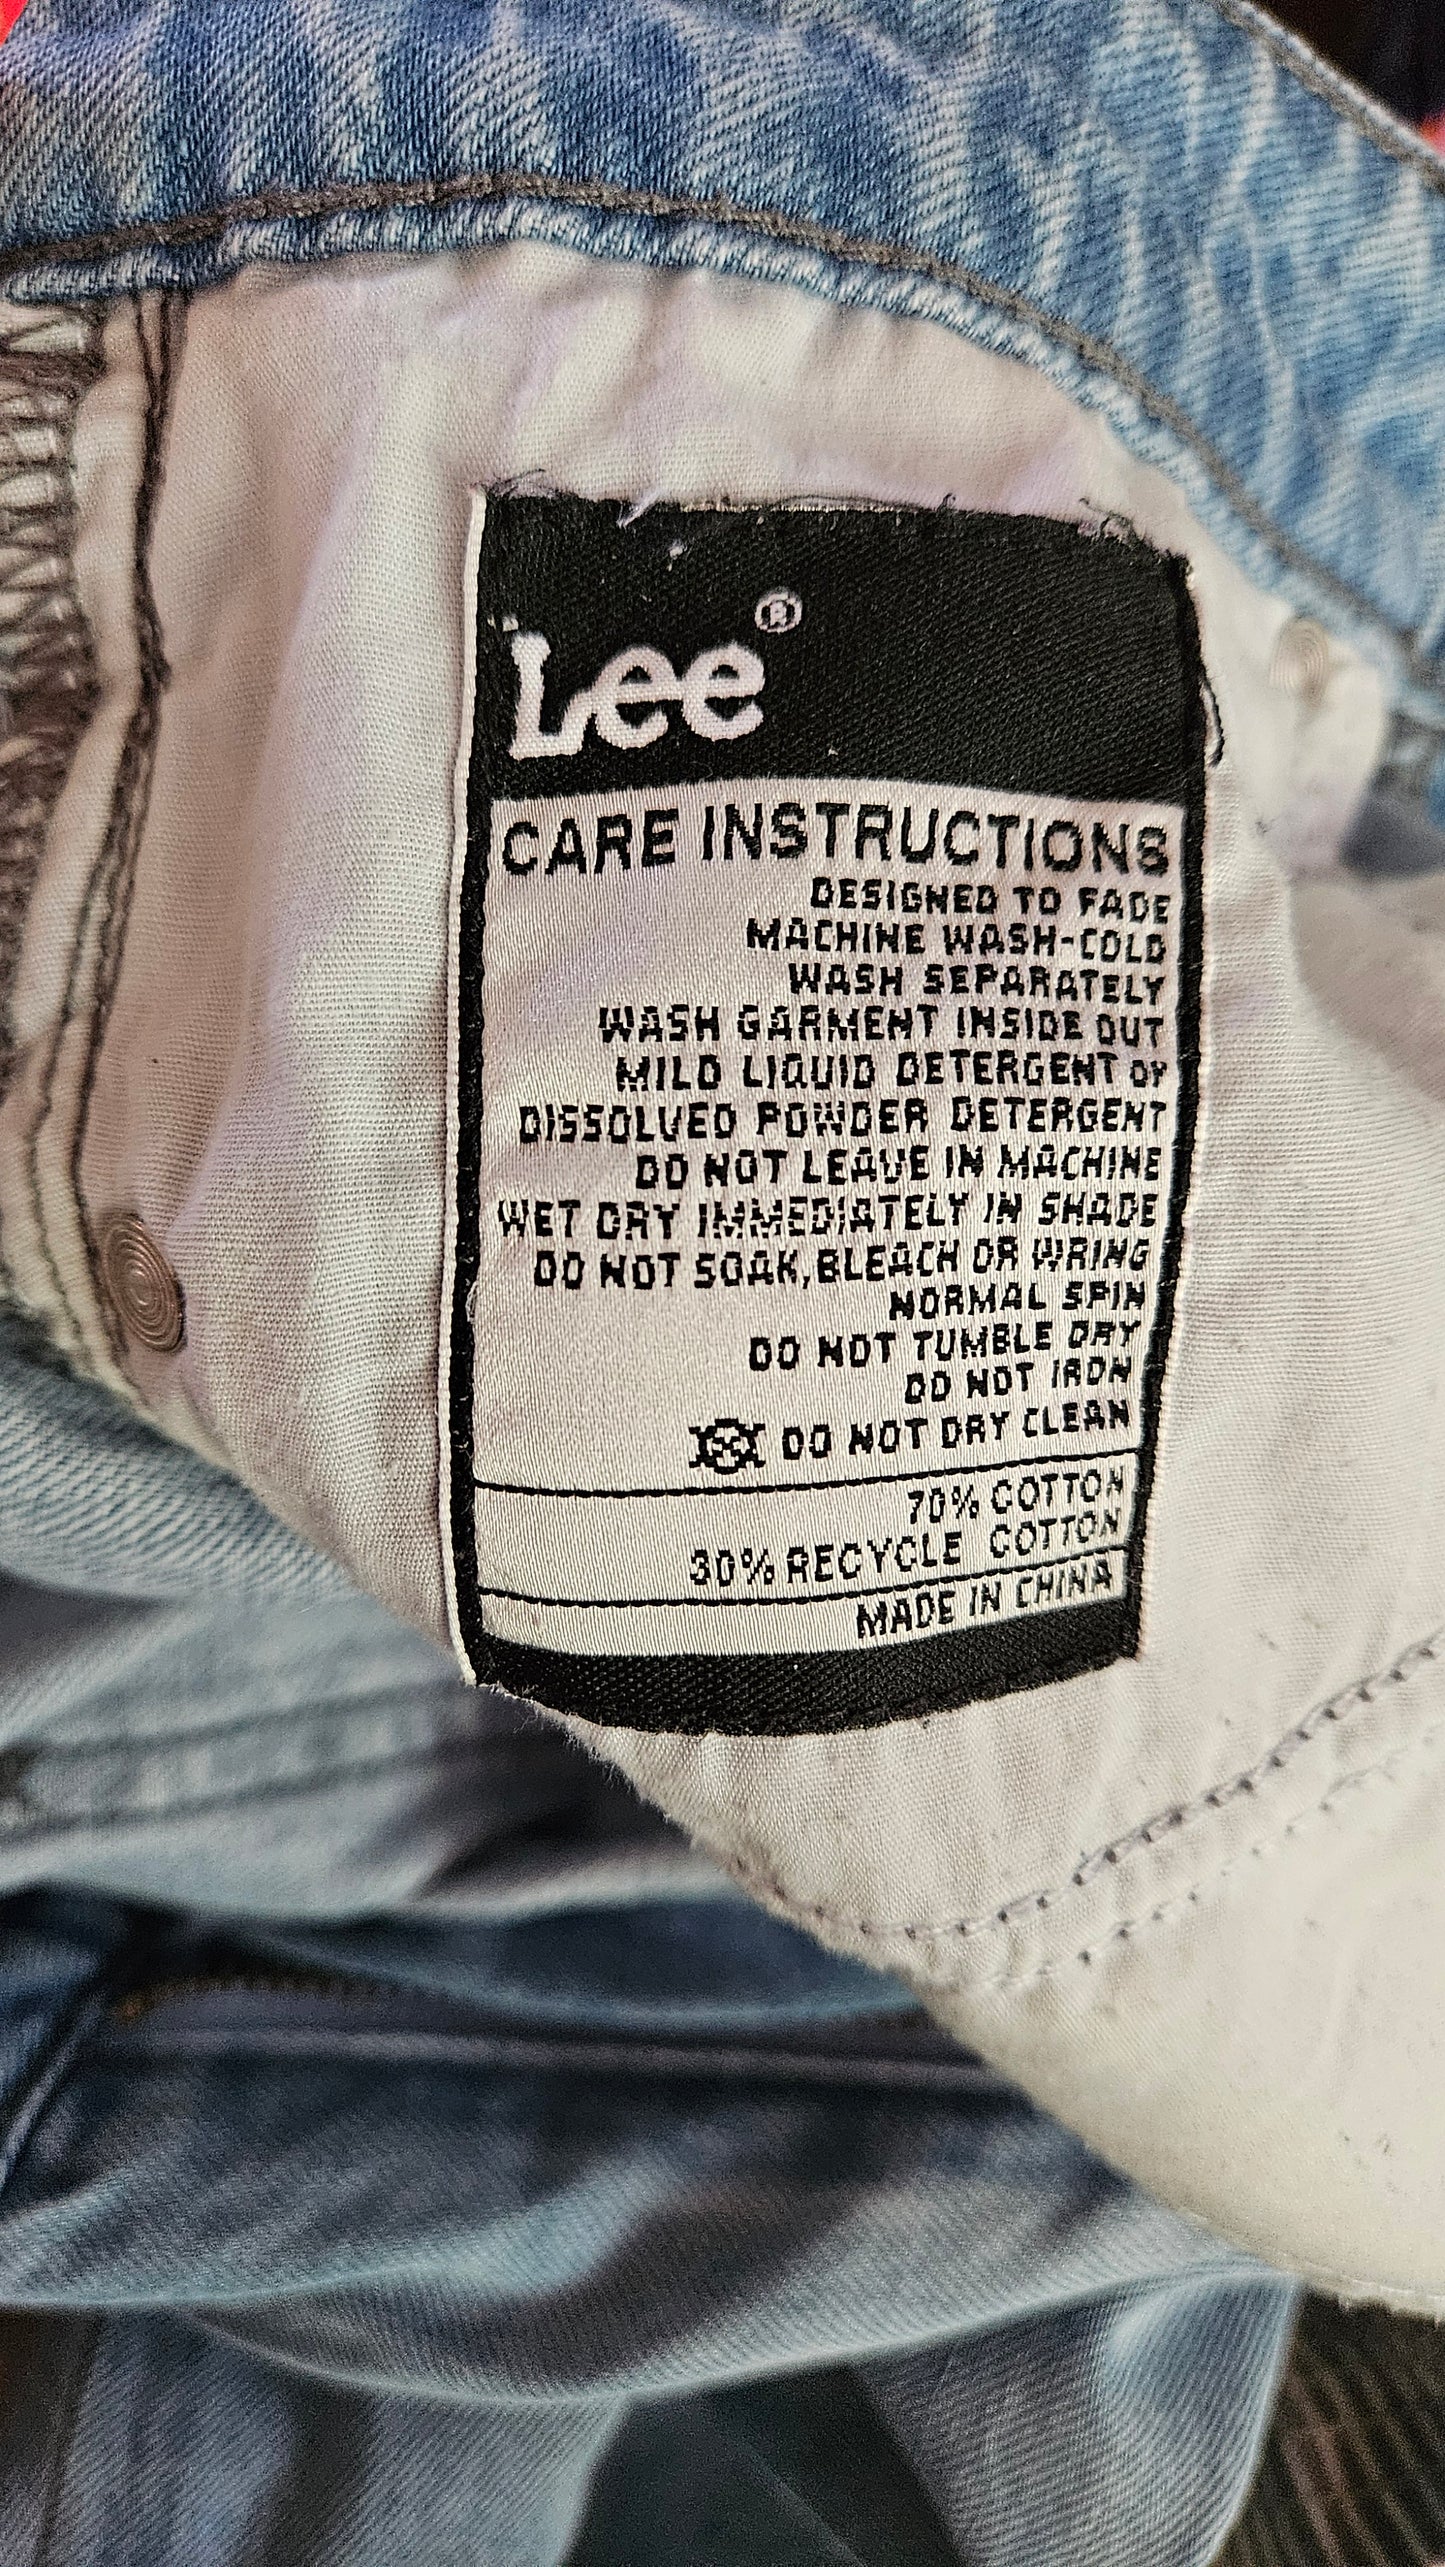 Lee®
CARE INSTRUCTIONS
DESIGNED TO FADE
MACHINE WASH-COLD
WASH SEPARATELY
WASH GARMENT INSIDE OUT
MILD LIQUID DETERGENT OY
DISSOLVED POWDER DETERGENT
DO NOT LEAVE IN MACHINE
WET DRY IMMEDIATELY IN SHADE
DO NOT SOAK, BLEACH OR WRING
NORMAL SPIN
DO NOT TUMBLE DRY
DO NOT IRON
DO NOT DRY CLEAN
70% COTTON
30% RECYCLE COTTON
MADE IN CHINA